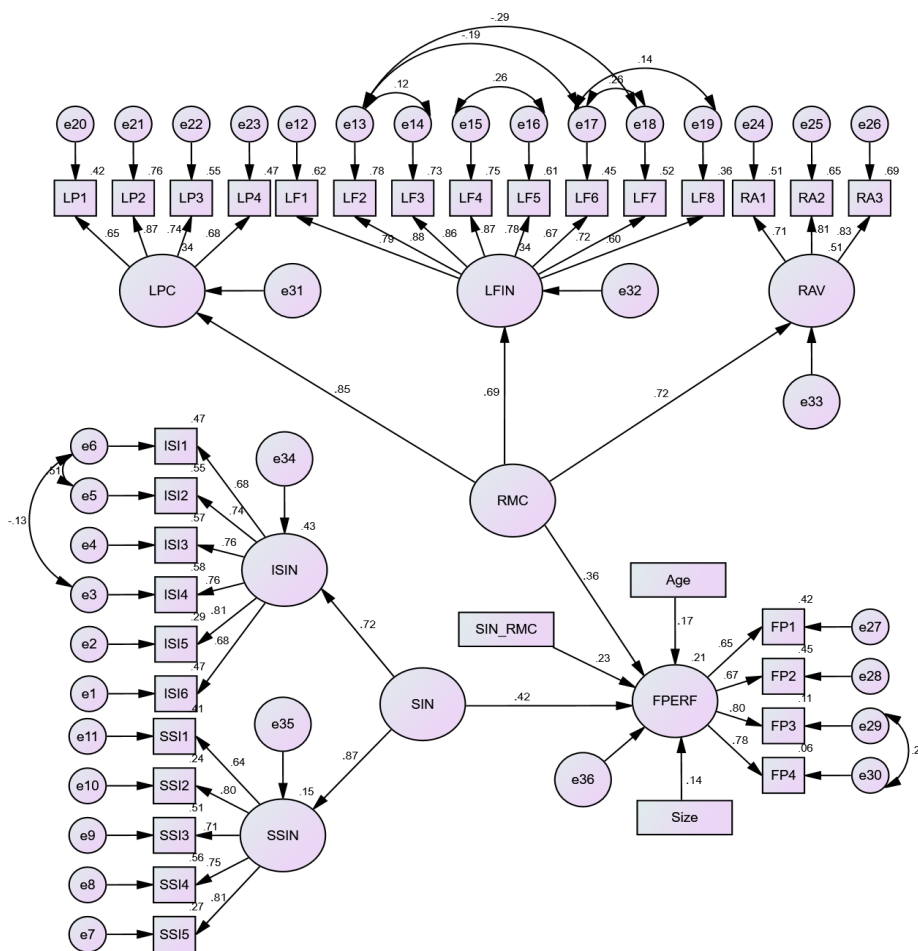 -.29
-.19
.14
.12
.26
.26
e20 e21 e22 e23 e12 e13 e14 e15 e16 e17 e18 e19 e24 e25 e26
.42 .76 .55 .47 .62 .78 .73 .75 .61 .45 .52 .36 .51 .65 .69
LP1 LP2 LP3 LP4 LF1 LF2 LF3 LF4 LF5 LF6 LF7 LF8 RA1 RA2 RA3
.65 .87 .74 .68 .79 .88 .86 .87 .78 .67 .72 .60 .71 .81 .83
.34 .34 .51
LPC e31 LFIN e32 RAV
.85 .69 .72
e33
.47
e6 ISI1 e34
.51 .55 .68
e5 ISI2 RMC
-.13 .74
.57 .43
e4 ISI3 .76 ISIN
.58 .76
e3 ISI4 .36 Age
.29 .81
e2 ISI5 .72 SIN_RMC .17 .42
.68 .65 FP1 e27
.47 .23 .21 .45
e1 ISI6 SIN .42 FPERF .67 FP2 e28
.41 .11
e11 SSI1 e35 .80 FP3 e29
.24 .64 .87 .78 .06 .2
e10 SSI2 .80 e36 FP4 e30
.51 .15 .14
e9 SSI3 .71 SSIN Size
.56 .75
e8 SSI4
.27 .81
e7 SSI5